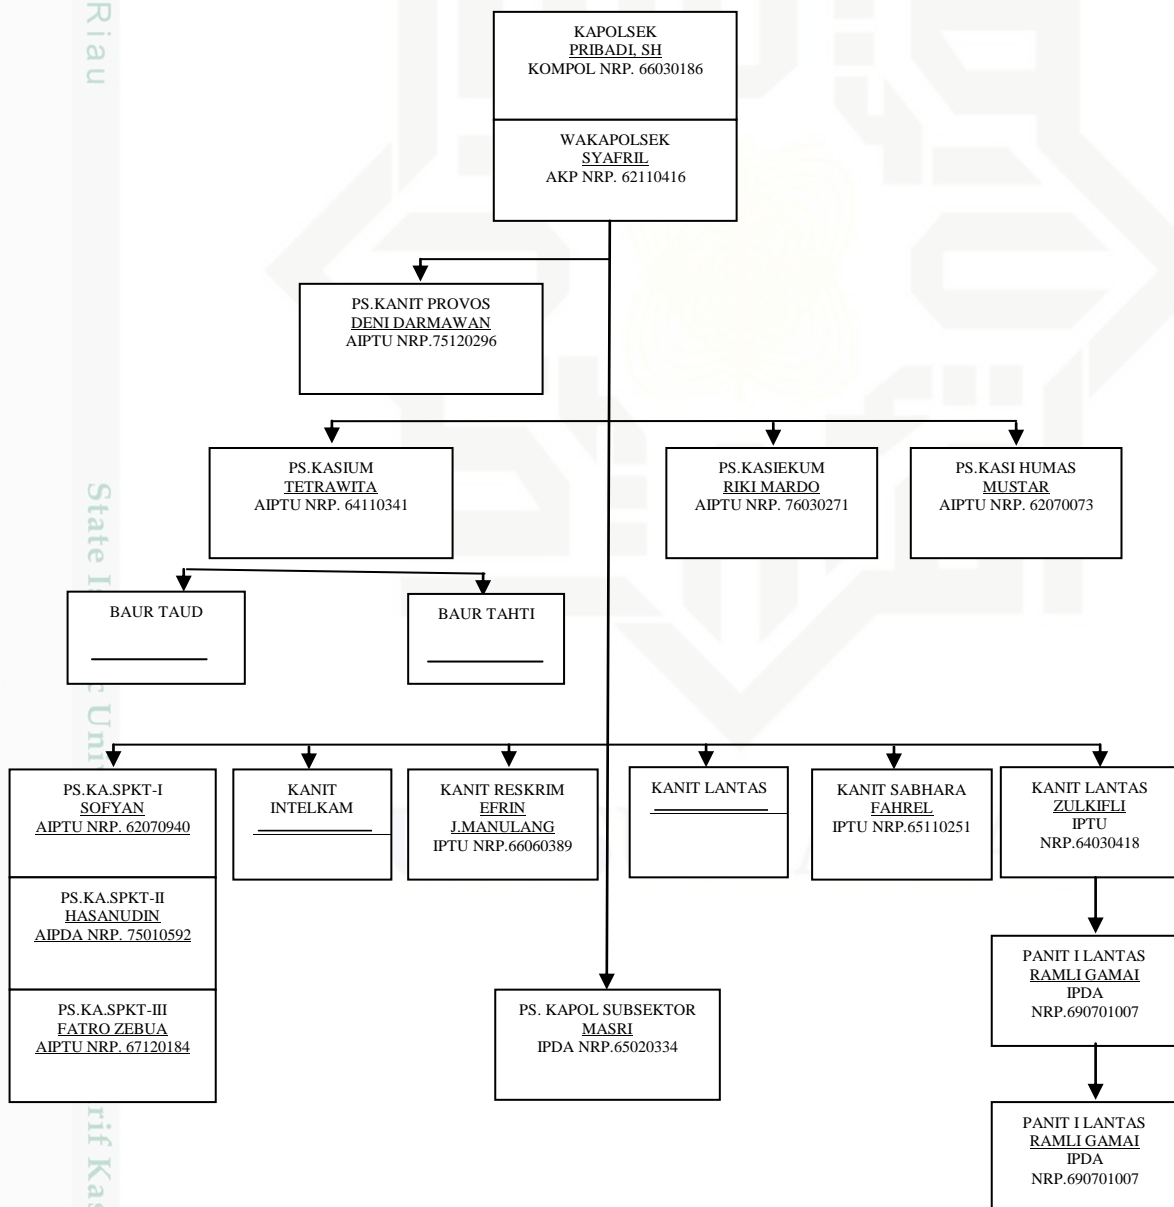 KAPOLSEK
PRIBADI, SH
KOMPOL NRP. 66030186
WAKAPOLSEK
SYAFRIL
AKP NRP. 62110416
PS.KANIT PROVOS
DENI DARMAWAN
AIPTU NRP.75120296
PS.KASIUM
TETRAWITA
AIPTU NRP. 64110341
PS.KASIEKUM
RIKI MARDO
AIPTU NRP. 76030271
PS.KASI HUMAS
MUSTAR
AIPTU NRP. 62070073
BAUR TAUD
BAUR TAHTI
PS.KA.SPKT-I
SOFYAN
AIPTU NRP. 62070940
KANIT
INTELKAM
KANIT RESKRIM
EFRIN
J.MANULANG
IPTU NRP.66060389
KANIT LANTAS
KANIT SABHARA
FAHREL
IPTU NRP.65110251
KANIT LANTAS
ZULKIFLI
IPTU
NRP.64030418
PS.KA.SPKT-II
HASANUDIN
AIPDA NRP. 75010592
PS.KA.SPKT-III
FATRO ZEBUA
AIPTU NRP. 67120184
PS. KAPOL SUBSEKTOR
MASRI
IPDA NRP.65020334
PANIT I LANTAS
RAMLI GAMAI
IPDA
NRP.690701007
PANIT I LANTAS
RAMLI GAMAI
IPDA
NRP.690701007
Riau
State